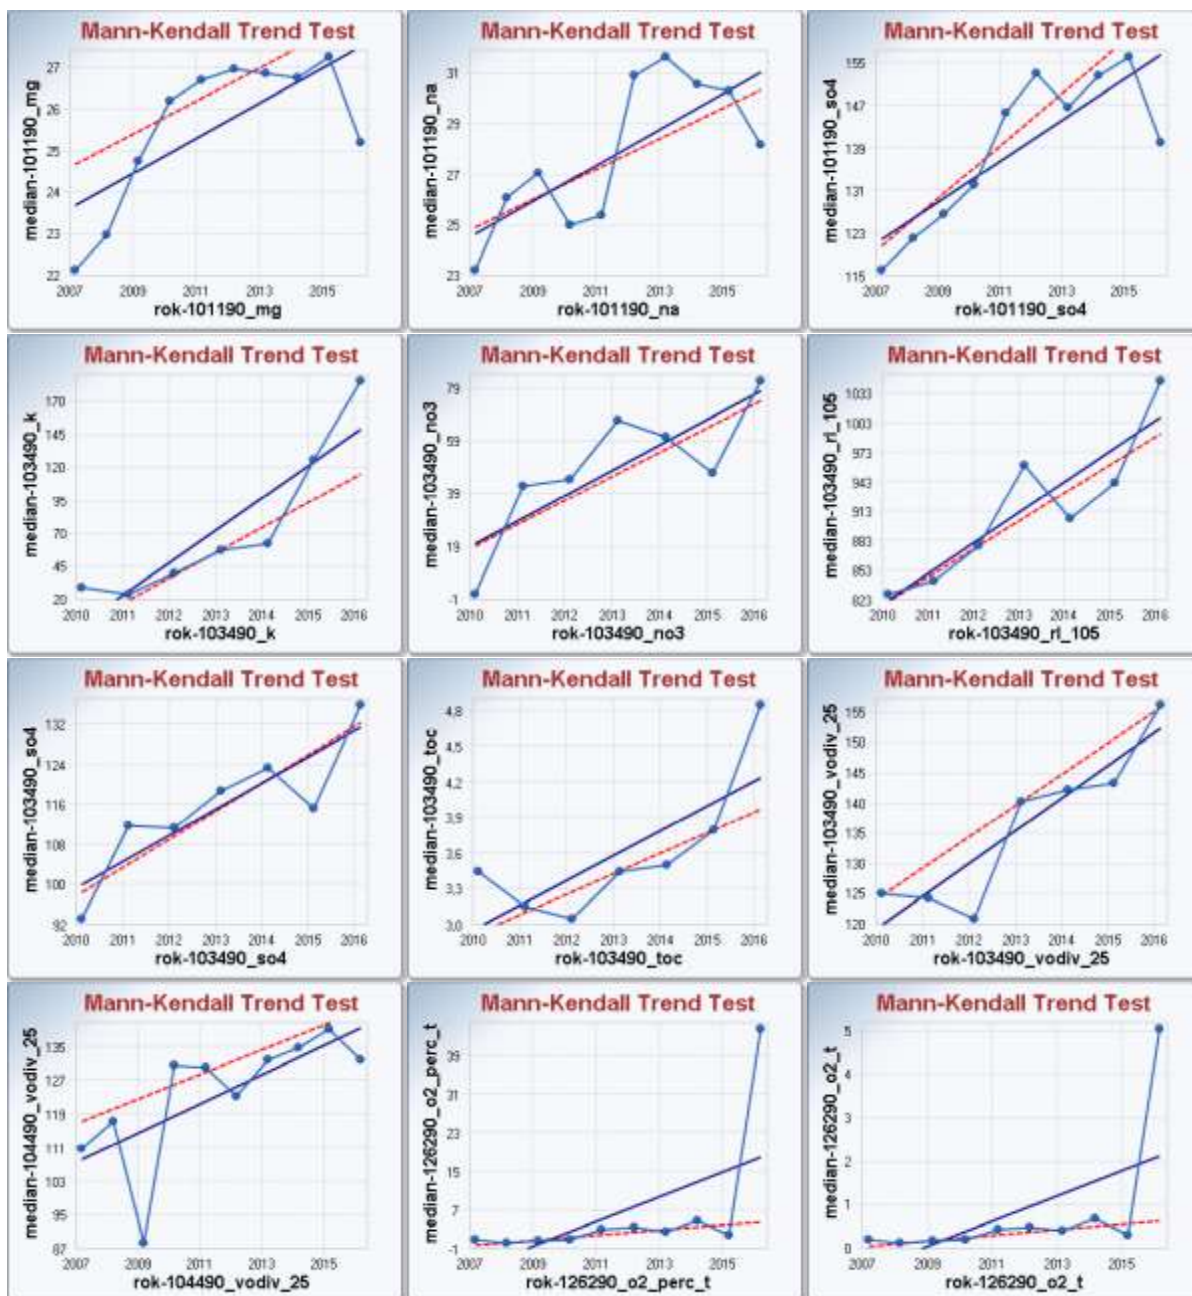 Mann-Kendall Trend Test
median-101190_mg
27
26
25
24
23
22
2007 2009 2011 2013 2015
rok-101190_mg
Mann-Kendall Trend Test
median-101190_na
31
29
27
25
23
2007 2009 2011 2013 2015
rok-101190_na
Mann-Kendall Trend Test
median-101190_so4
155
147
139
131
123
115
2007 2009 2011 2013 2015
rok-101190_so4
Mann-Kendall Trend Test
median-103490_k
170
145
120
95
70
45
20
2010 2011 2012 2013 2014 2015 2016
rok-103490_k
Mann-Kendall Trend Test
median-103490_no3
79
59
39
19
-1
2010 2011 2012 2013 2014 2015 2016
rok-103490_no3
Mann-Kendall Trend Test
median-103490_rl_105
1033
1003
973
943
913
883
853
823
2010 2011 2012 2013 2014 2015 2016
rok-103490_rl_105
Mann-Kendall Trend Test
median-103490_so4
132
124
116
108
100
92
2010 2011 2012 2013 2014 2015 2016
rok-103490_so4
Mann-Kendall Trend Test
median-103490_toc
4,8
4,5
4,2
3,9
3,6
3,3
3,0
2010 2011 2012 2013 2014 2015 2016
rok-103490_toc
Mann-Kendall Trend Test
median-103490_vodiv_25
155
150
145
140
135
130
125
120
2010 2011 2012 2013 2014 2015 2016
rok-103490_vodiv_25
Mann-Kendall Trend Test
median-104490_vodiv_25
135
127
119
111
103
95
87
2007 2009 2011 2013 2015
rok-104490_vodiv_25
Mann-Kendall Trend Test
median-126290_o2_perc_t
39
31
23
15
7
-1
2007 2009 2011 2013 2015
rok-126290_o2_perc_t
Mann-Kendall Trend Test
median-126290_o2_t
5
4
3
2
1
0
2007 2009 2011 2013 2015
rok-126290_o2_t